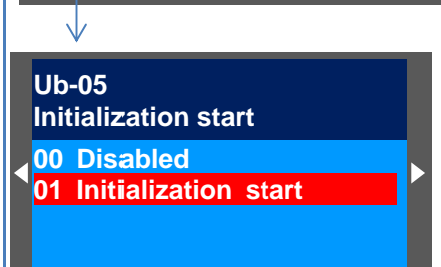 Ub-05
Initialization start
00 Disabled
01 Initialization start